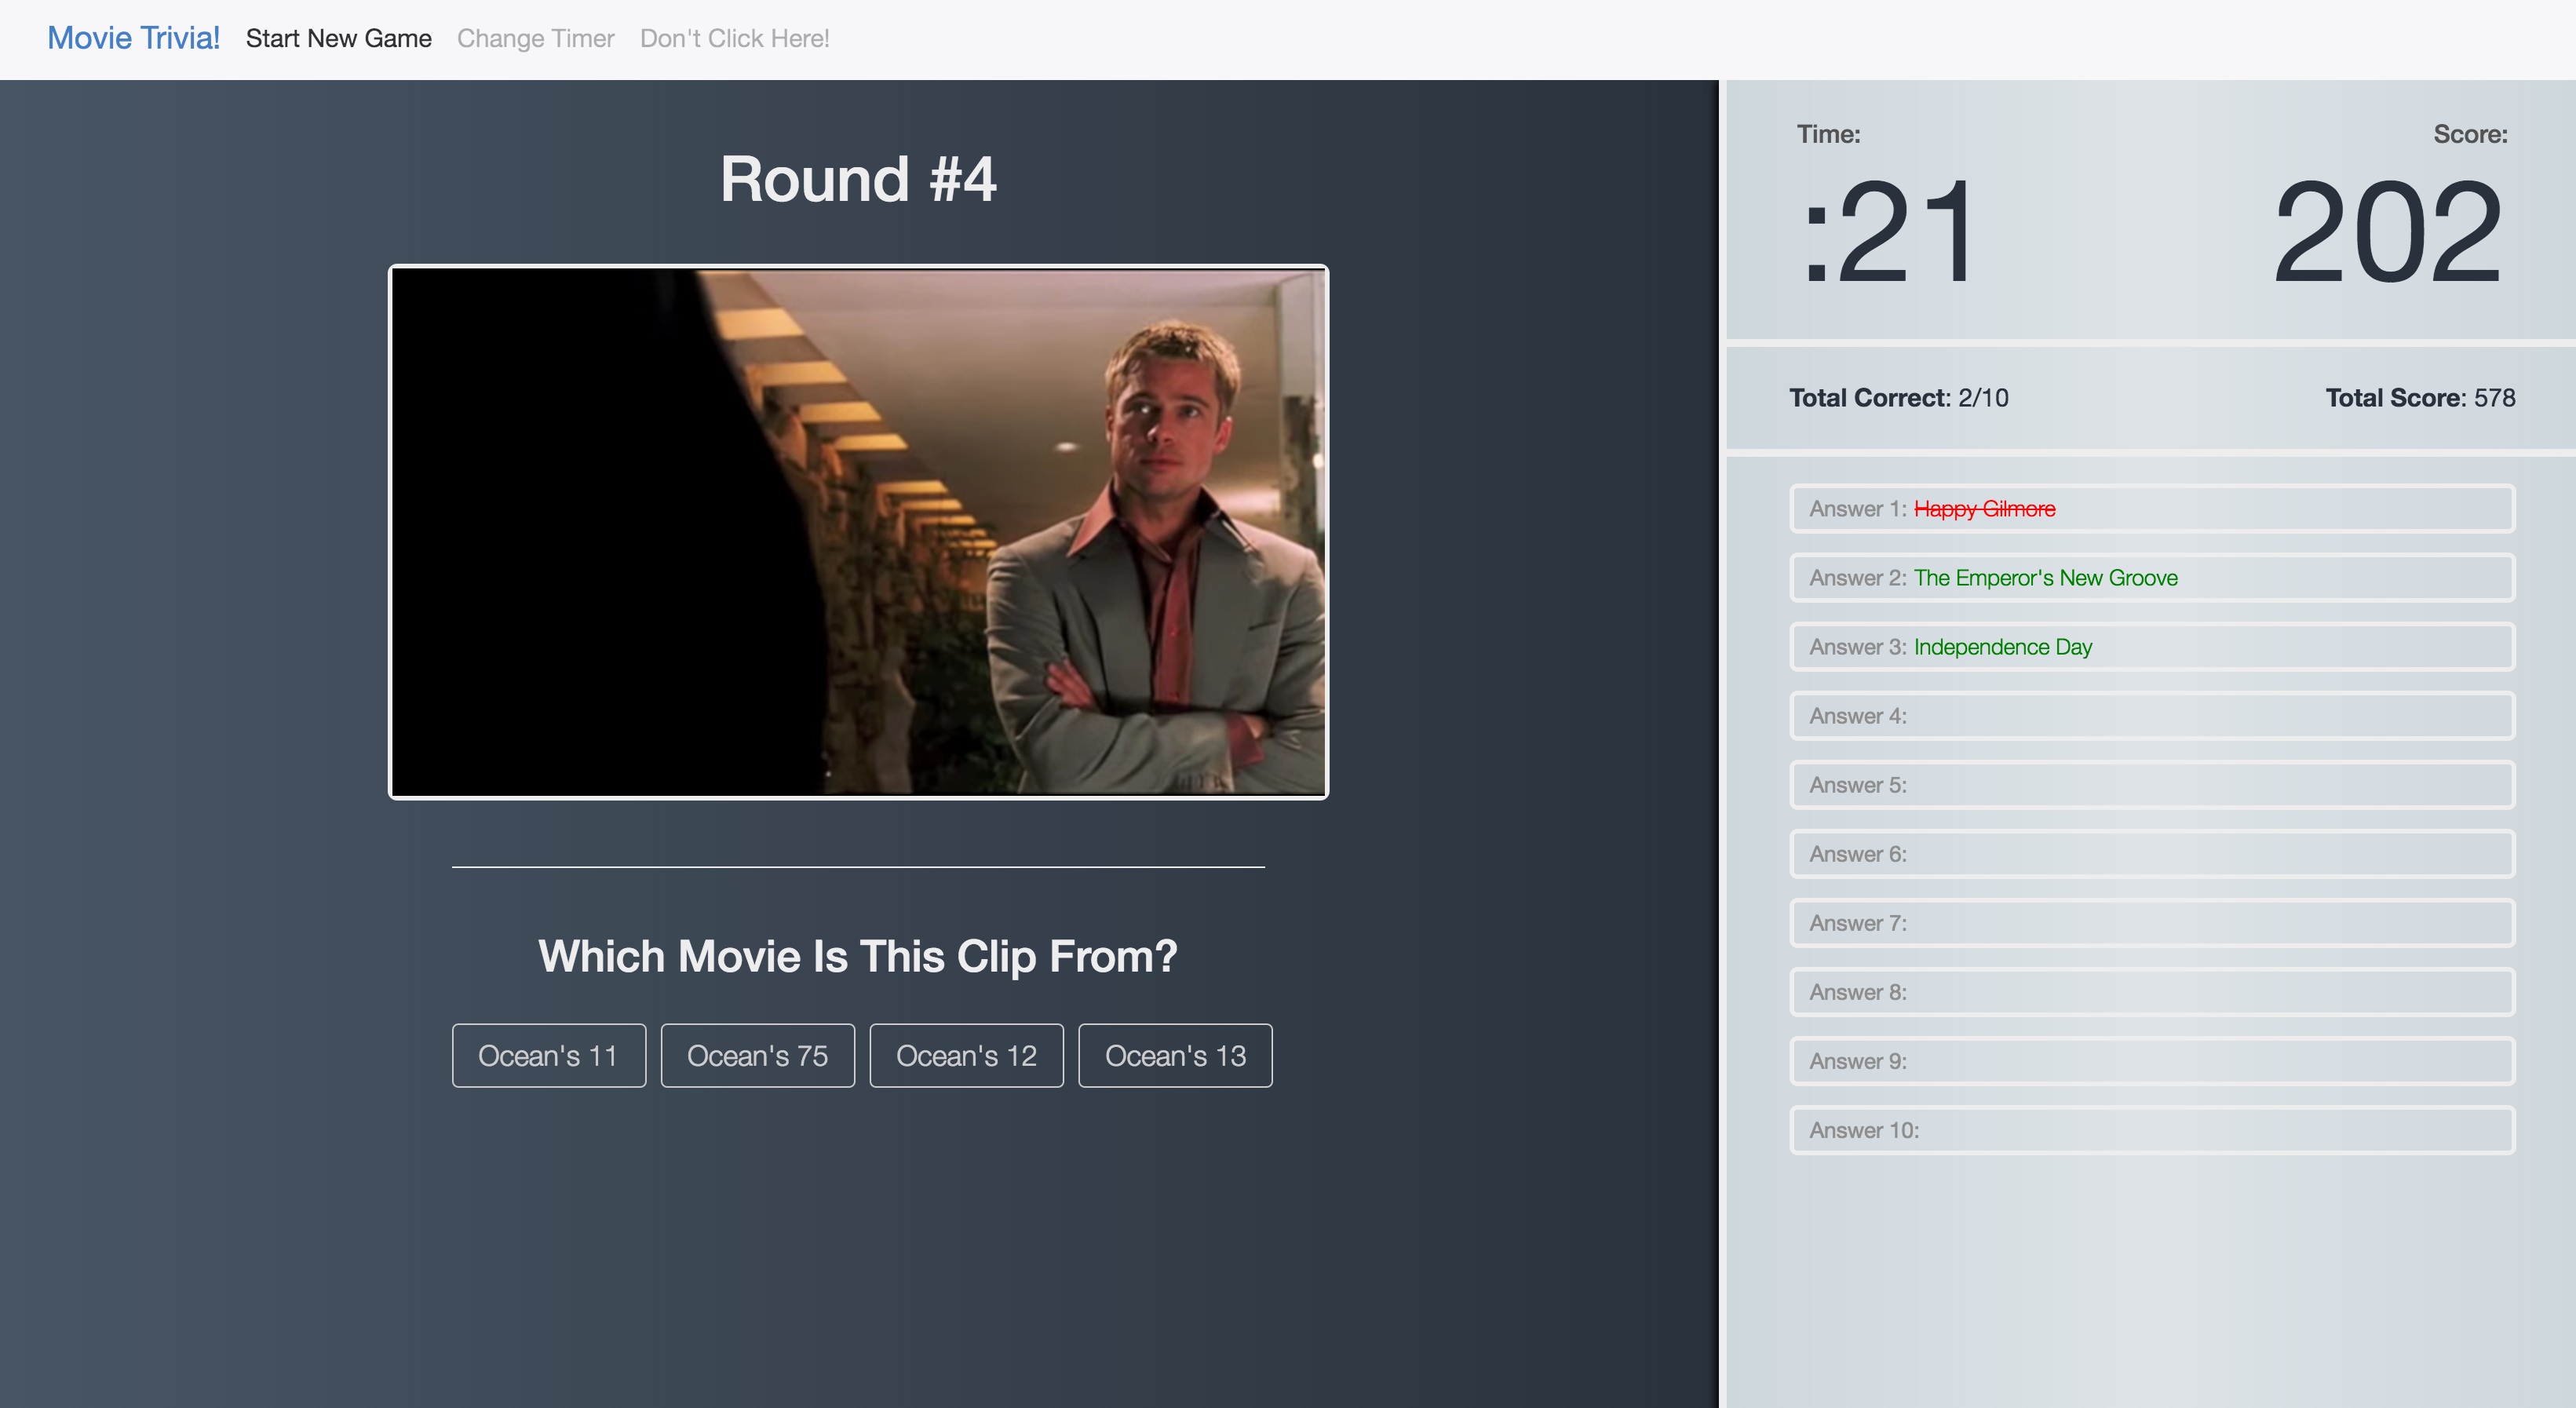 Movie Trivia! Start New Game Change Timer Don't Click Here!
Round #4
Which Movie Is This Clip From?
Ocean's 11 Ocean's 75 Ocean's 12 Ocean's 13
Time: Score:
:21 202
Total Correct: 2/10 Total Score: 578
Answer 1: Happy Gilmore
Answer 2: The Emperor's New Groove
Answer 3: Independence Day
Answer 4:
Answer 5:
Answer 6:
Answer 7:
Answer 8:
Answer 9:
Answer 10: